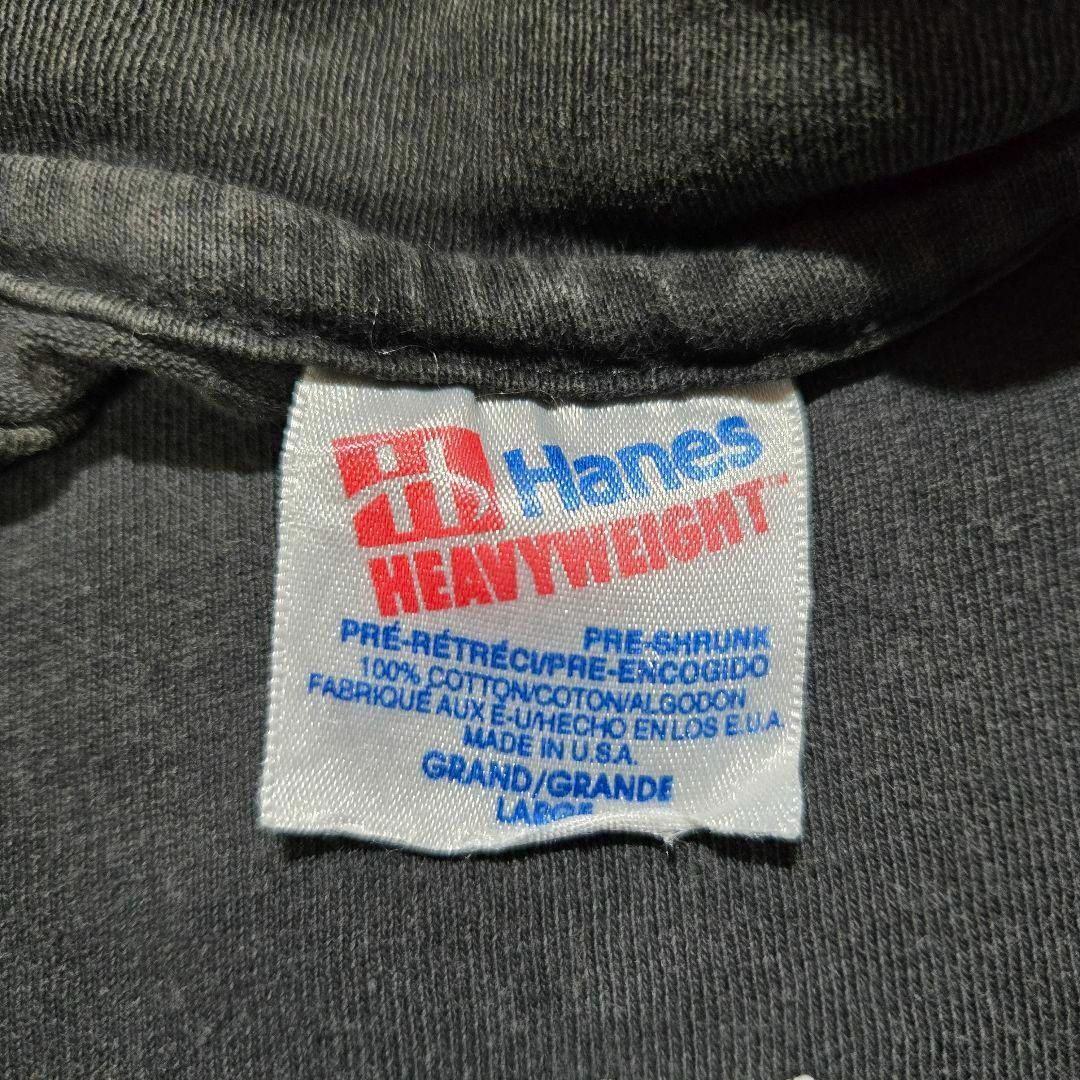 Hanes
HEAVYWEIGHT™
PRE-SHRUNK
PRÉ-RÉTRÉCI/PRE-ENCOGIDO
100% COTTON/COTON/ALGODON
FABRIQUÉ AUX É-U/HECHO EN LOS E.U.A.
MADE IN U.S.A.
GRAND/GRANDE
LARGE